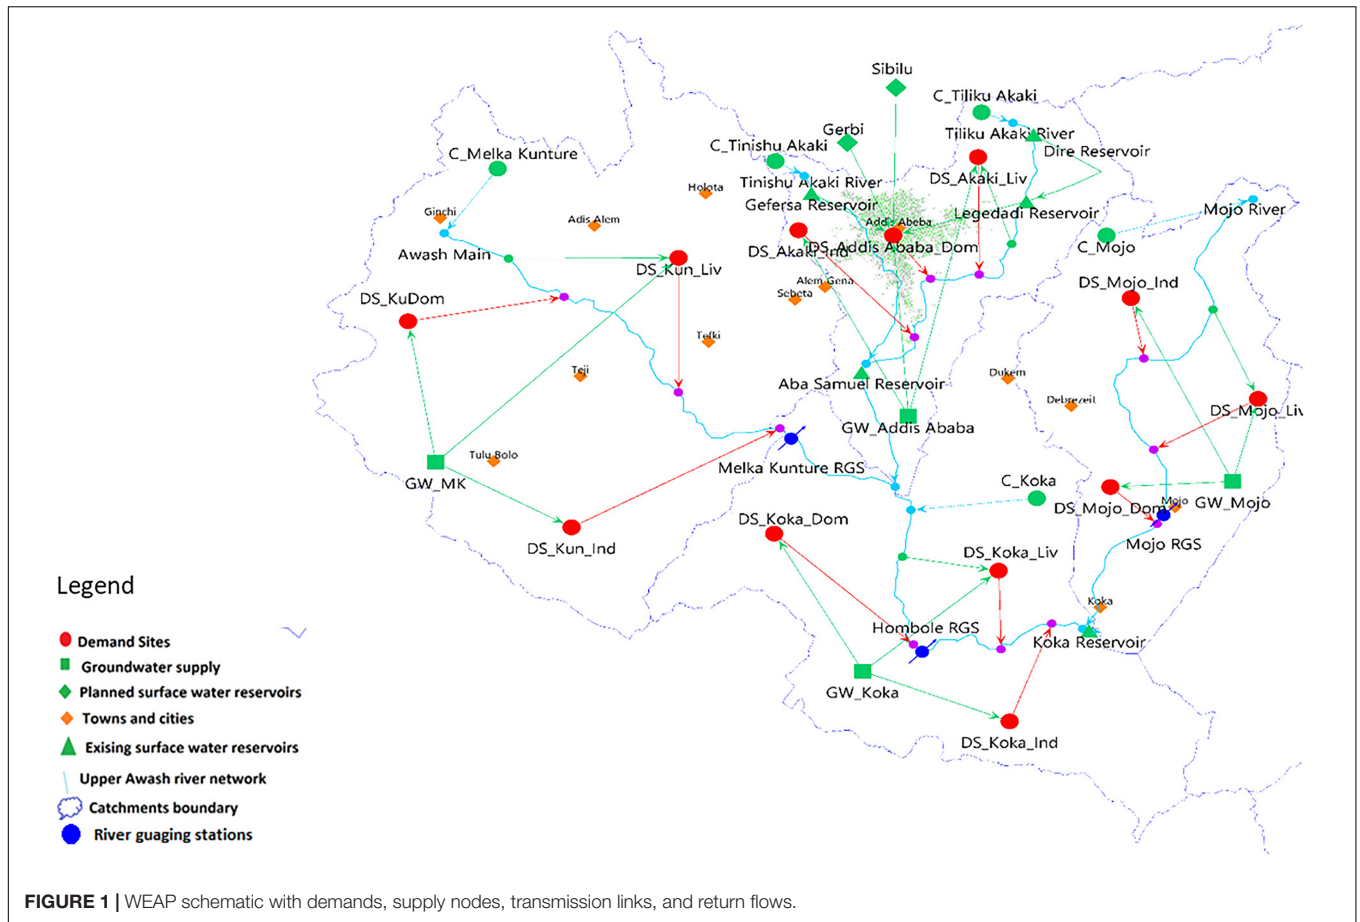 Sibilu
C_Tiliku Akaki
Gerbi
Tiliku Akaki River
C_Tinishu Akaki
Dire Reservoir
C_Melka Kunture
DS_Akaki_Liv
Tinishu Akaki River
Holota
Gefersa Reservoir
Legedadi Reservoir
Mojo River
Ginchi
Adis Alem
Addis Abeba
DS_Addis Ababa_Dom
C_Mojo
Awash Main
DS_Akaki_Ind
DS_Kun_Liv
Alem Gena
DS_Mojo_Ind
Sebeta
DS_KuDom
Tefki
Teji
Dukem
Aba Samuel Reservoir
Debrezeit
DS_Mojo_Liv
GW_Addis Ababa
Tulu Bolo
Melka Kunture RGS
GW_MK
C_Koka
Mojo
GW_Mojo
DS_Mojo_Dom
DS_Koka_Dom
Mojo RGS
DS_Kun_Ind
DS_Koka_Liv
Koka
Hombole RGS
Koka Reservoir
GW_Koka
DS_Koka_Ind
Legend
Demand Sites
Groundwater supply
Planned surface water reservoirs
Towns and cities
Exising surface water reservoirs
Upper Awash river network
Catchments boundary
River guaging stations
FIGURE 1 | WEAP schematic with demands, supply nodes, transmission links, and return flows.